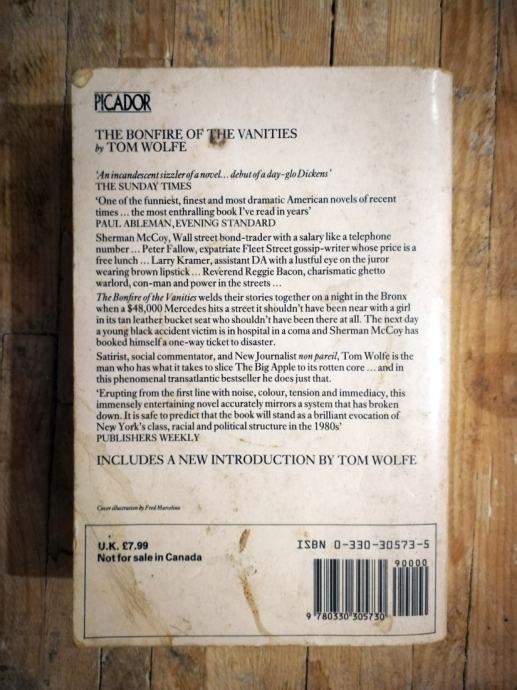 PICADOR
THE BONFIRE OF THE VANITIES
by TOM WOLFE
'An incandescent sizzler of a novel... debut of a day-glo Dickens'
THE SUNDAY TIMES
'One of the funniest, finest and most dramatic American novels of recent
times ... the most enthralling book I've read in years'
PAUL ABLEMAN, EVENING STANDARD
Sherman McCoy, Wall street bond-trader with a salary like a telephone
number ... Peter Fallow, expatriate Fleet Street gossip-writer whose price is a
free lunch ... Larry Kramer, assistant DA with a lustful eye on the juror
wearing brown lipstick ... Reverend Reggie Bacon, charismatic ghetto
warlord, con-man and power in the streets ...
The Bonfire of the Vanities welds their stories together on a night in the Bronx
when a $48,000 Mercedes hits a street it shouldn't have been near with a girl
in its tan leather bucket seat who shouldn't have been there at all. The next day
a young black accident victim is in hospital in a coma and Sherman McCoy has
booked himself a one-way ticket to disaster.
Satirist, social commentator, and New Journalist non pareil, Tom Wolfe is the
man who has what it takes to slice The Big Apple to its rotten core ... and in
this phenomenal transatlantic bestseller he does just that.
'Erupting from the first line with noise, colour, tension and immediacy, this
immensely entertaining novel accurately mirrors a system that has broken
down. It is safe to predict that the book will stand as a brilliant evocation of
New York's class, racial and political structure in the 1980s'
PUBLISHERS WEEKLY
INCLUDES A NEW INTRODUCTION BY TOM WOLFE
Cover illustration by Fred Marcellino
U.K. £7.99
Not for sale in Canada
ISBN 0-330-30573-5
90000
9 780330 305730